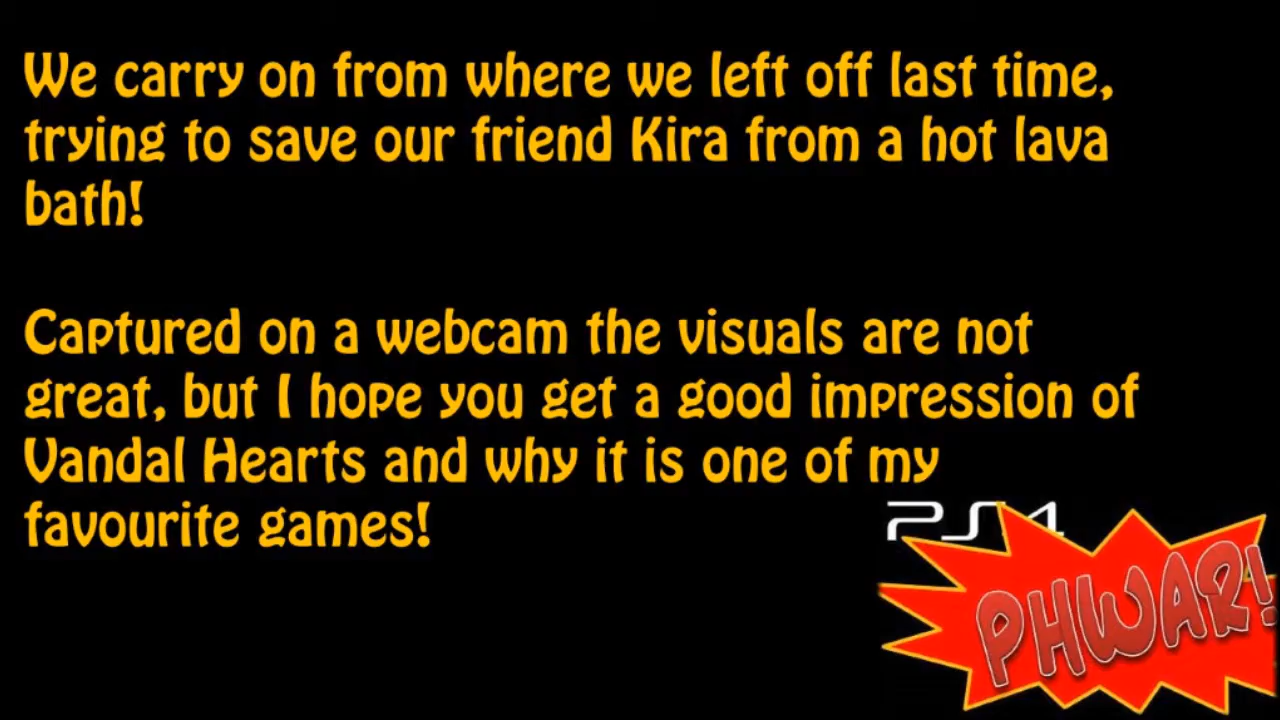 We carry on from where we left off last time,
trying to save our friend Kira from a hot lava
bath!
Captured on a webcam the visuals are not
great, but I hope you get a good impression of
Vandal Hearts and why it is one of my
favourite games!
PS4
PHWAR!